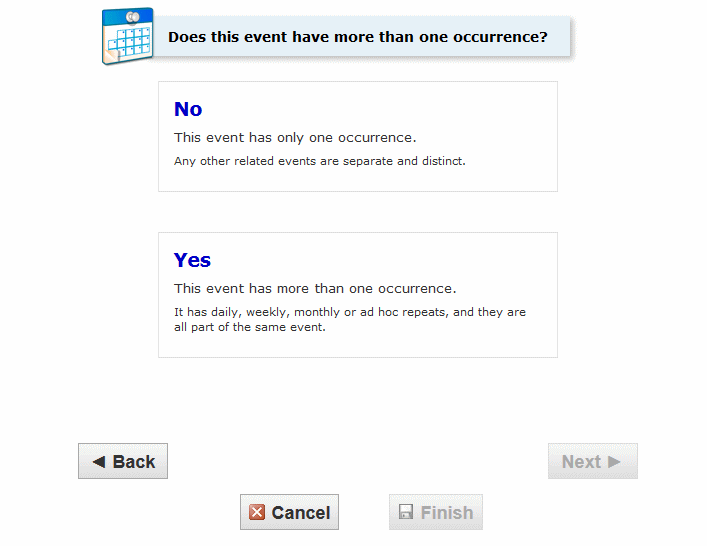 Does this event have more than one occurrence?
No
This event has only one occurrence.
Any other related events are separate and distinct.
Yes
This event has more than one occurrence.
It has daily, weekly, monthly or ad hoc repeats, and they are
all part of the same event.
Back
Next
Cancel
Finish